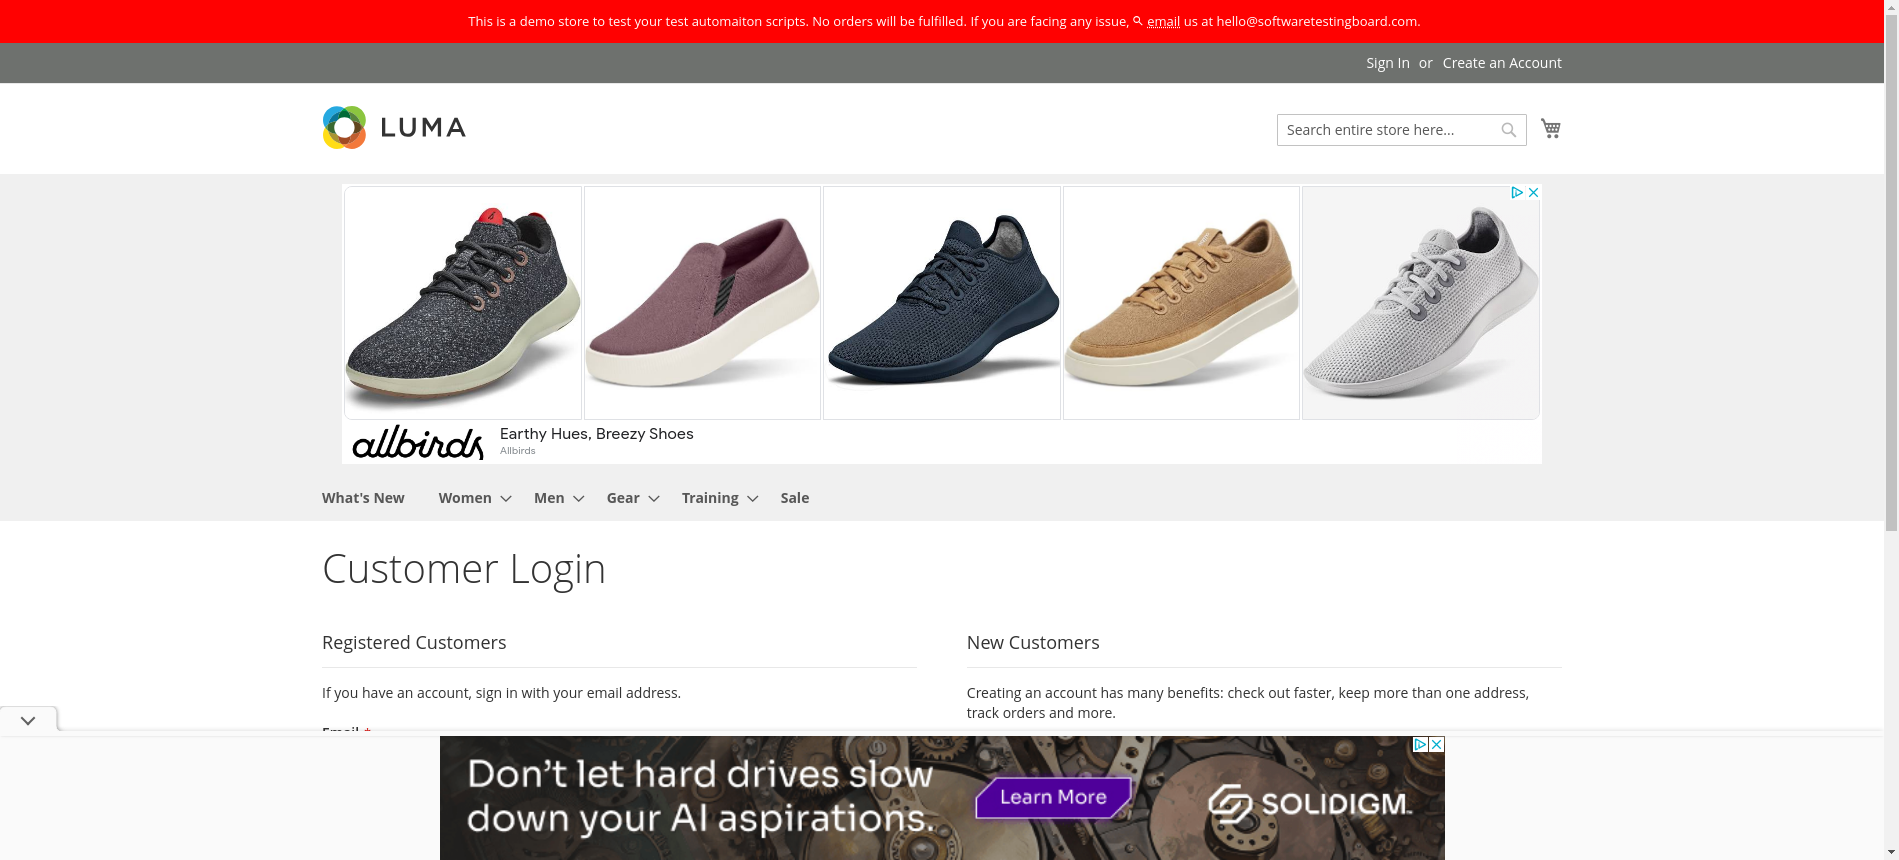 This is a demo store to test your test automaiton scripts. No orders will be fulfilled. If you are facing any issue, email us at hello@softwaretestingboard.com.
Sign In or Create an Account
LUMA
Search entire store here...
allbirds
Earthy Hues, Breezy Shoes
Allbirds
What's New Women Men Gear Training Sale
Customer Login
Registered Customers
If you have an account, sign in with your email address.
Email *
New Customers
Creating an account has many benefits: check out faster, keep more than one address,
track orders and more.
Don't let hard drives slow
down your AI aspirations.
Learn More
SOLIDIGM